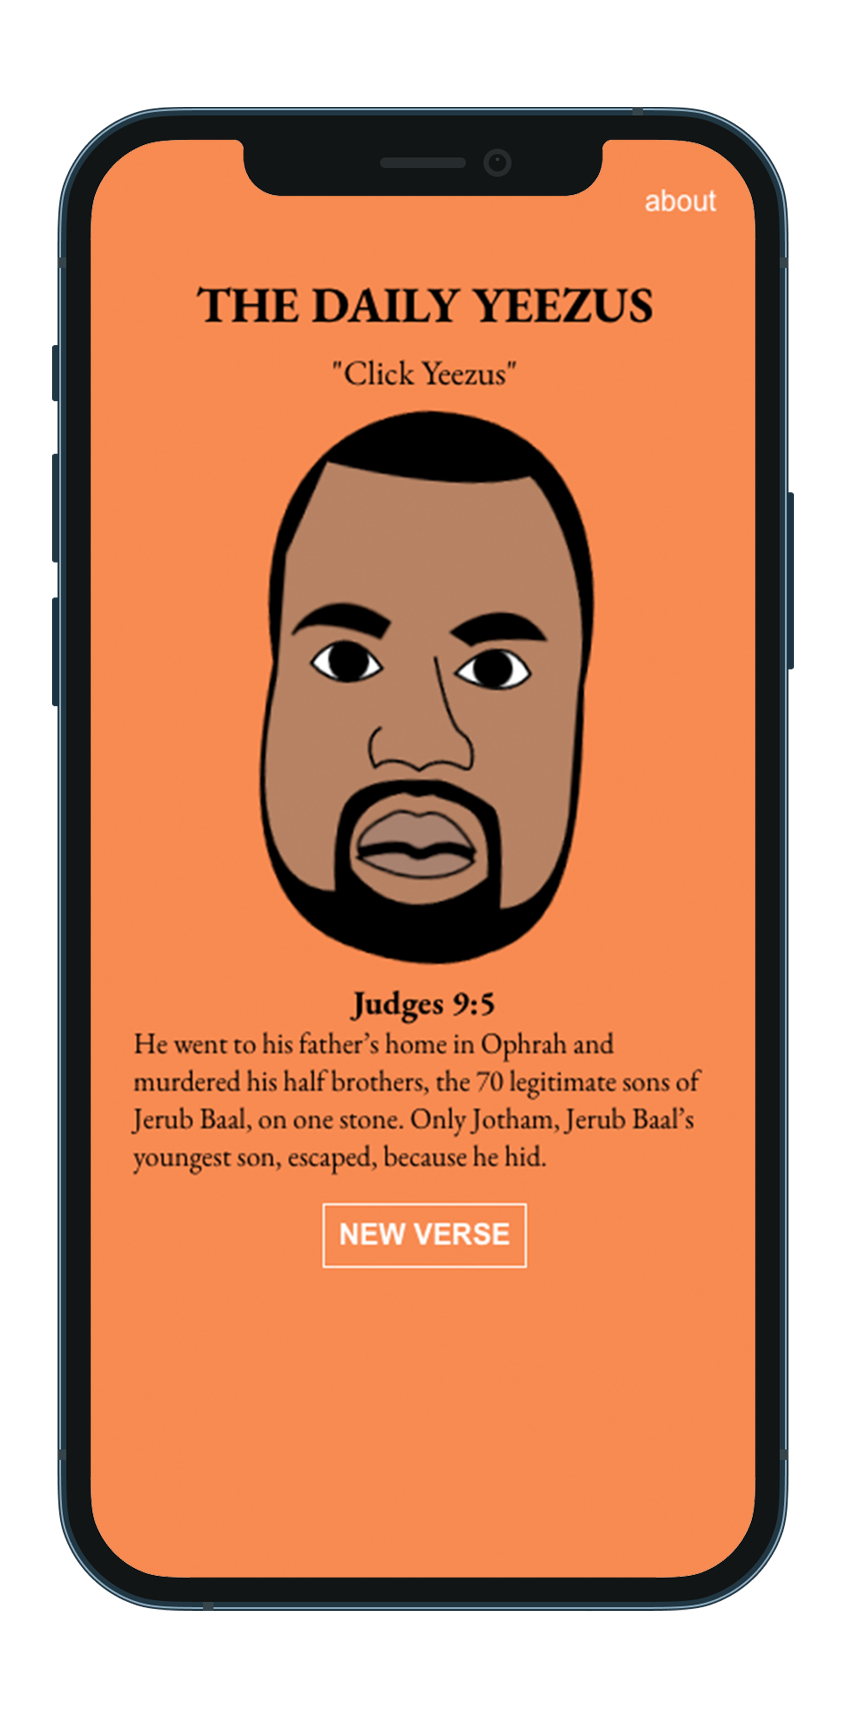 about
THE DAILY YEEZUS
"Click Yeezus"
Judges 9:5
He went to his father’s home in Ophrah and
murdered his half brothers, the 70 legitimate sons of
Jerub Baal, on one stone. Only Jotham, Jerub Baal’s
youngest son, escaped, because he hid.
NEW VERSE